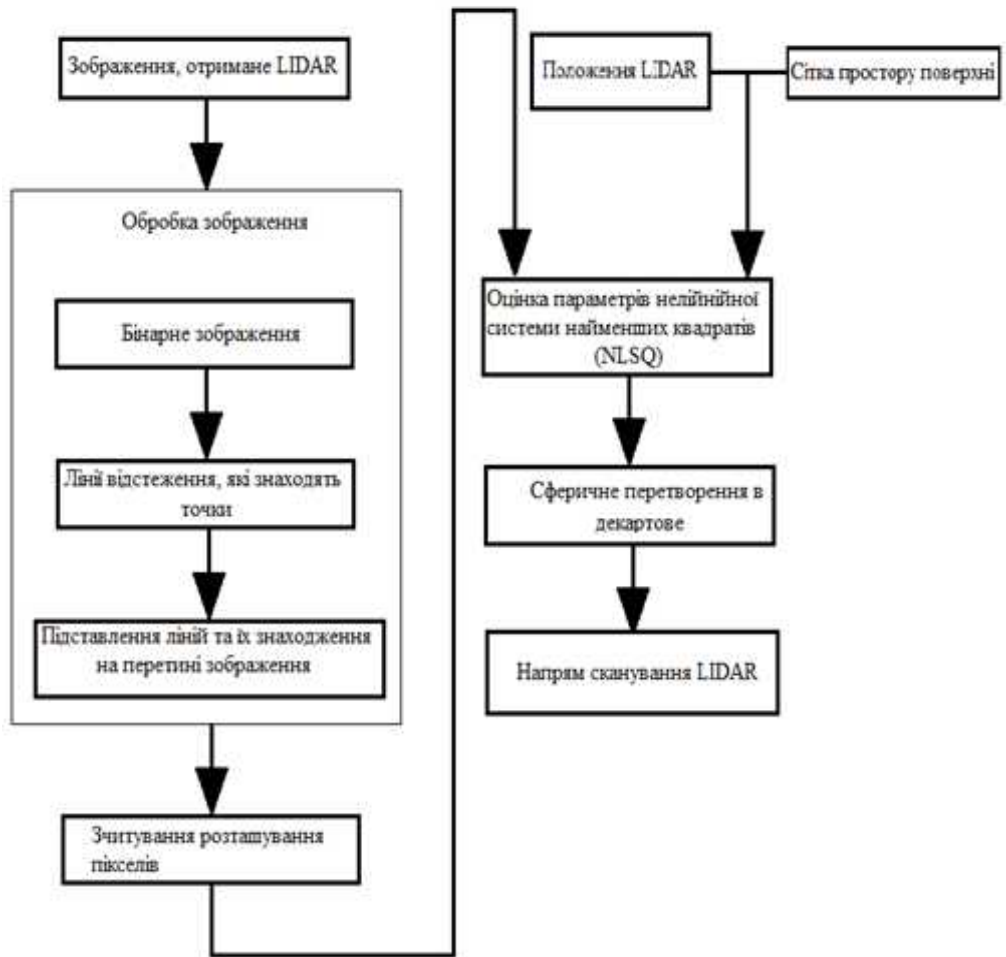 Зображення, отримане LIDAR
Обробка зображення
Бінарне зображення
Лінії відстеження, які знаходять
точки
Підставлення ліній та їх знаходження
на перетині зображення
Зчитування розташування
пікселів
Положення LIDAR
Сітка простору поверхні
Оцінка параметрів нелійнійної
системи найменших квадратів
(NLSQ)
Сферичне перетворення в
декартове
Напрям сканування LIDAR